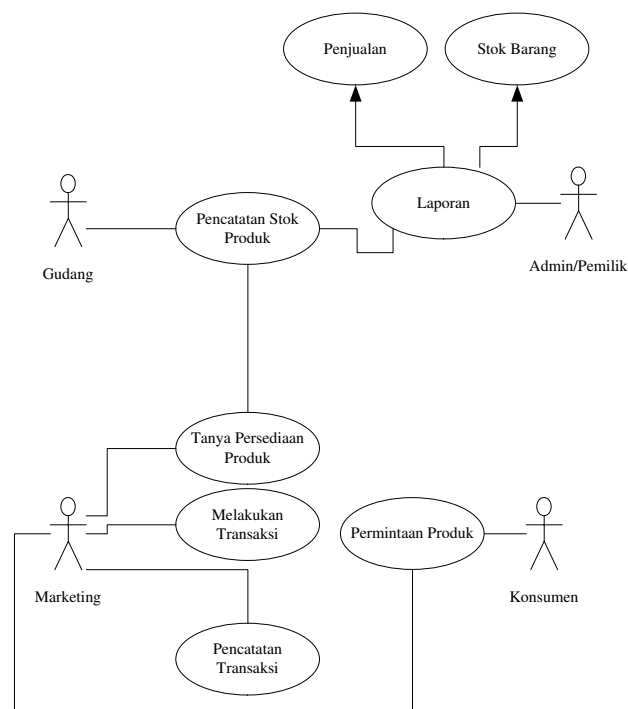 Penjualan
Stok Barang
Laporan
Pencatatan Stok
Produk
Gudang
Admin/Pemilik
Tanya Persediaan
Produk
Melakukan
Transaksi
Permintaan Produk
Marketing
Konsumen
Pencatatan
Transaksi